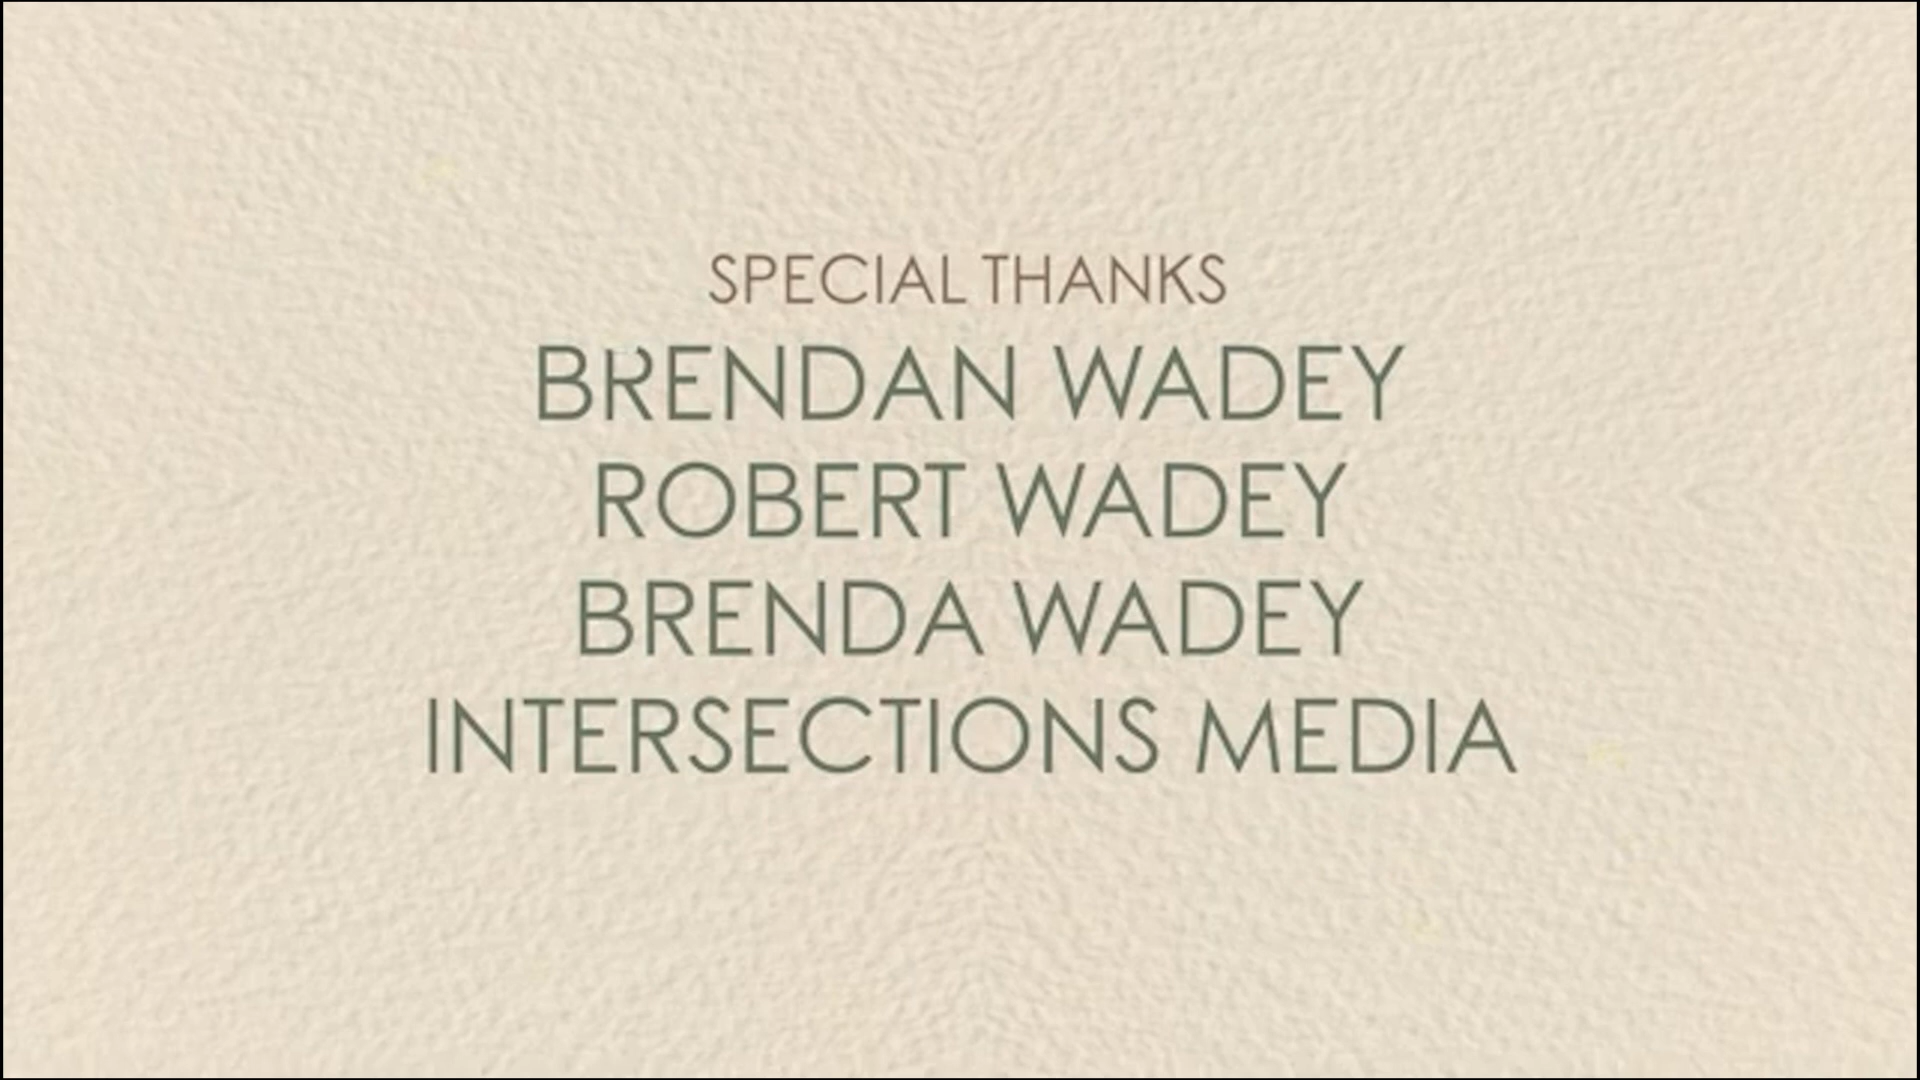 SPECIAL THANKS
BRENDAN WADEY
ROBERT WADEY
BRENDA WADEY
INTERSECTIONS MEDIA